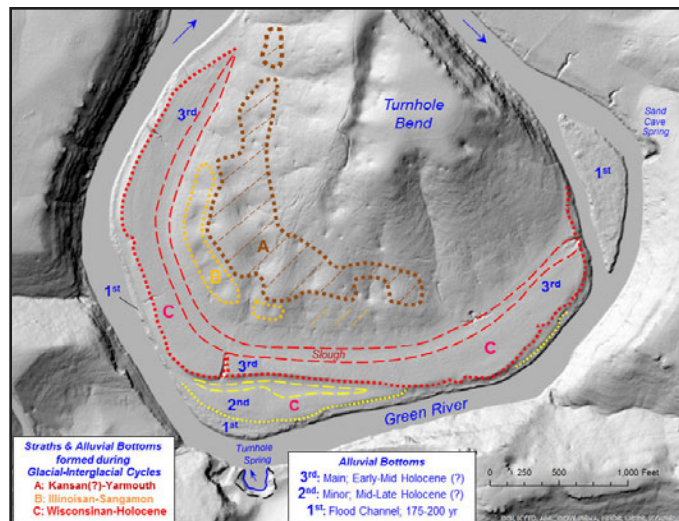 Turnhole
Bend
Sand
Cave
Spring
3rd
1st
A
B
3rd
1st
C
Slough
C
3rd
2nd
C
1st
Green River
Turnhole
Spring
Straths & Alluvial Bottoms
formed during
Glacial-Interglacial Cycles
A: Kansan(?)-Yarmouth
B: Illinoisan-Sangamon
C: Wisconsinan-Holocene
Alluvial Bottoms
3rd: Main; Early-Mid Holocene (?)
2nd: Minor; Mid-Late Holocene (?)
1st: Flood Channel; 175-200 yr
0 250 500 1,000 Feet